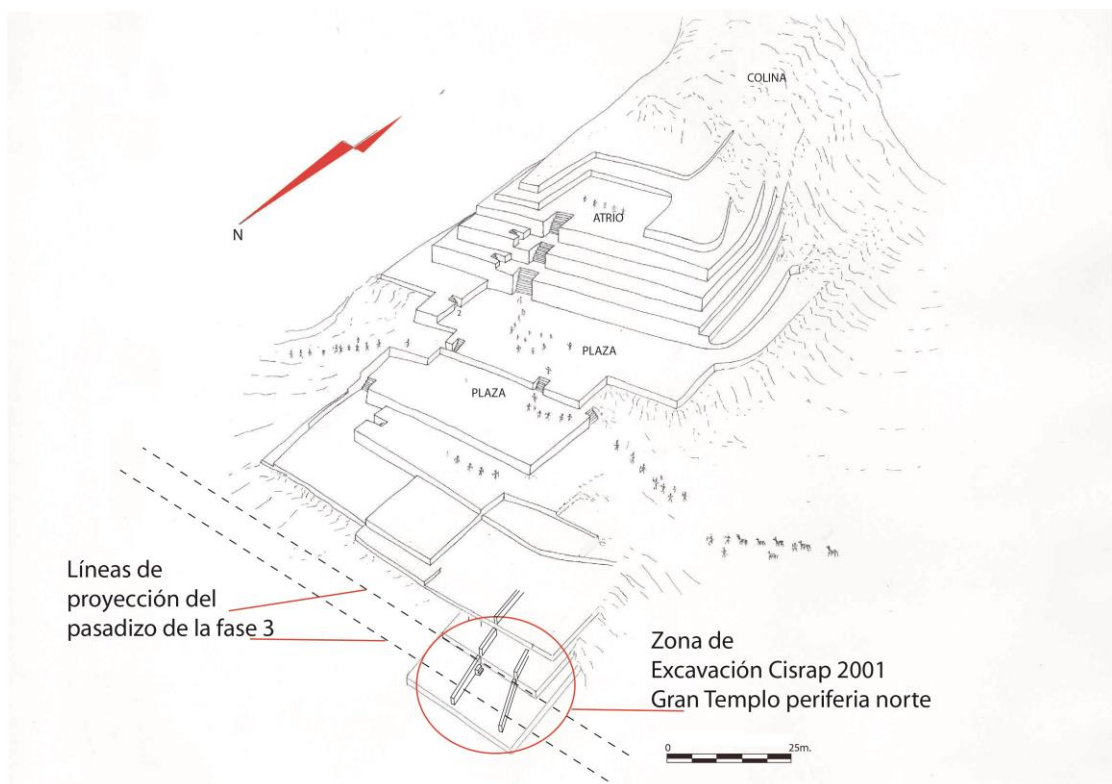 COLINA
ATRIO
N
2
PLAZA
PLAZA
1
Líneas de
proyección del
pasadizo de la fase 3
Zona de
Excavación Cisrap 2001
Gran Templo periferia norte
0 25m.